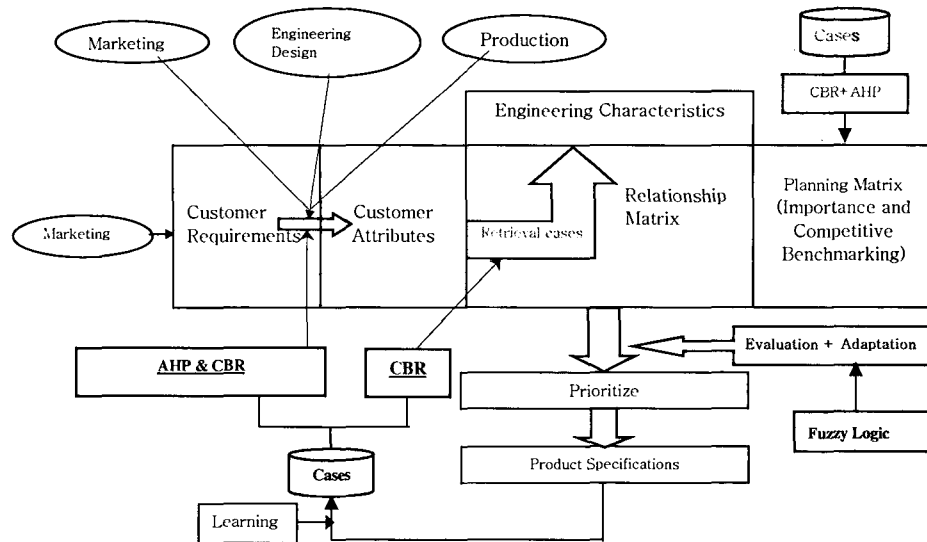 Marketing
Engineering
Design
Production
Cases
CBR+ AHP
Engineering Characteristics
Marketing
Customer
Requirements
Customer
Attributes
Retrieval cases
Relationship
Matrix
Planning Matrix
(Importance and
Competitive
Benchmarking)
AHP & CBR
CBR
Evaluation + Adaptation
Prioritize
Fuzzy Logic
Cases
Product Specifications
Learning